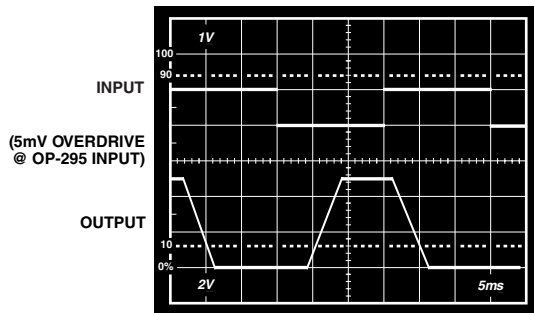 1V
100
90
INPUT
(5mV OVERDRIVE
@ OP-295 INPUT)
OUTPUT
10
0%
2V
5ms